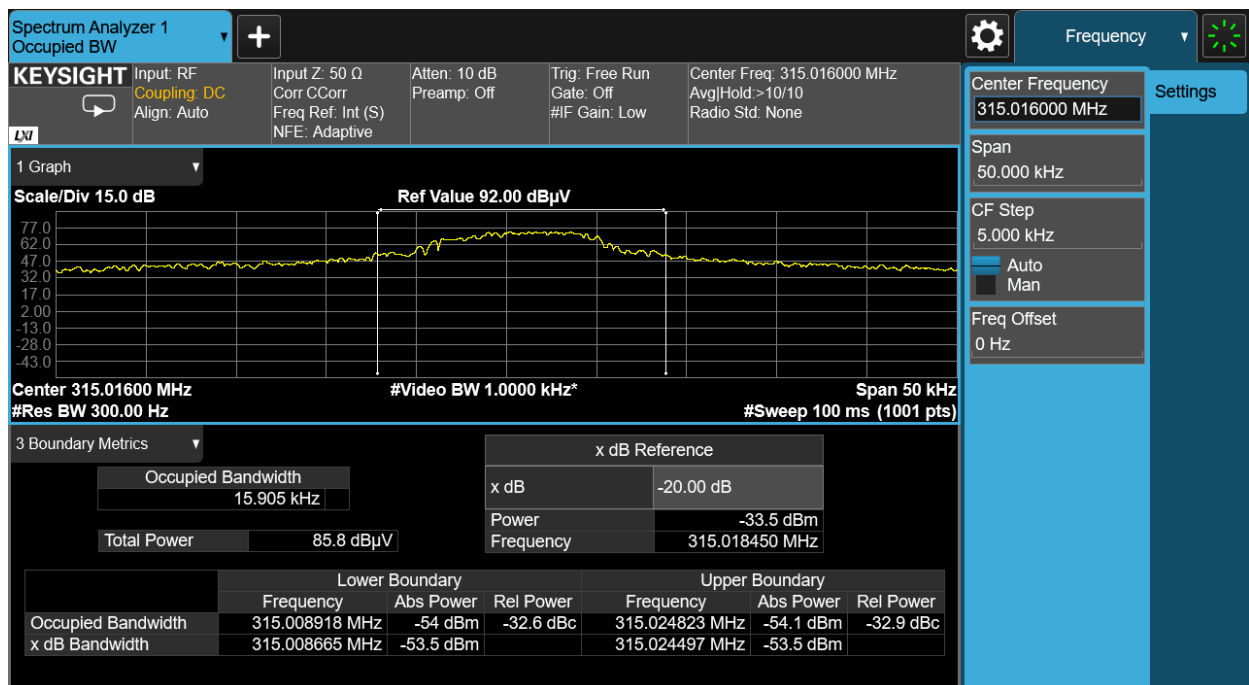 Spectrum Analyzer 1
Occupied BW
+
Frequency
KEYSIGHT
LXI
Input: RF
Coupling: DC
Align: Auto
Input Z: 50 Ω
Corr CCorr
Freq Ref: Int (S)
NFE: Adaptive
Atten: 10 dB
Preamp: Off
Trig: Free Run
Gate: Off
#IF Gain: Low
Center Freq: 315.016000 MHz
Avg|Hold:>10/10
Radio Std: None
Center Frequency
315.016000 MHz
Settings
Span
50.000 kHz
CF Step
5.000 kHz
Auto
Man
Freq Offset
0 Hz
1 Graph
Scale/Div 15.0 dB
Ref Value 92.00 dBµV
77.0
62.0
47.0
32.0
17.0
2.00
-13.0
-28.0
-43.0
Center 315.01600 MHz
#Video BW 1.0000 kHz*
Span 50 kHz
#Res BW 300.00 Hz
#Sweep 100 ms (1001 pts)
3 Boundary Metrics
Occupied Bandwidth
15.905 kHz
Total Power 85.8 dBµV
x dB Reference
x dB -20.00 dB
Power -33.5 dBm
Frequency 315.018450 MHz
Lower Boundary Upper Boundary
Frequency Abs Power Rel Power Frequency Abs Power Rel Power
Occupied Bandwidth 315.008918 MHz -54 dBm -32.6 dBc 315.024823 MHz -54.1 dBm -32.9 dBc
x dB Bandwidth 315.008665 MHz -53.5 dBm 315.024497 MHz -53.5 dBm